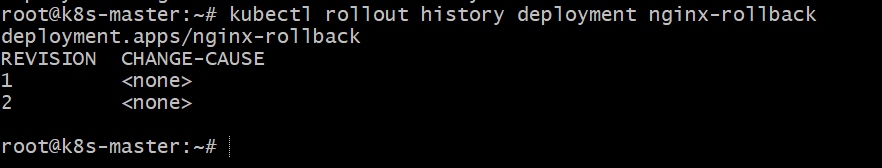 root@k8s-master:~# kubectl rollout history deployment nginx-rollback
deployment.apps/nginx-rollback
REVISION  CHANGE-CAUSE
1         <none>
2         <none>
root@k8s-master:~#